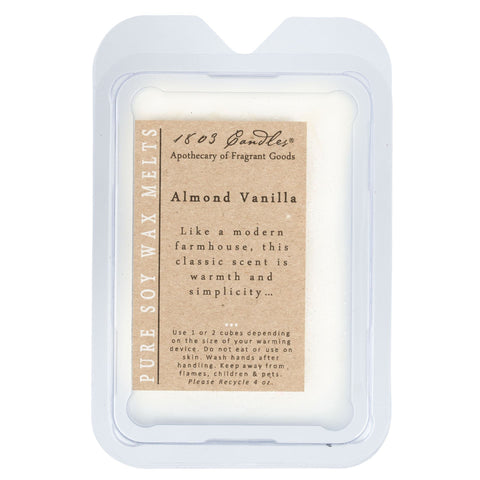 PURE SOY WAX MELTS
1803 Candles®
Apothecary of Fragrant Goods
Almond Vanilla
Like a modern
farmhouse, this
classic scent is
warmth and
simplicity...
Use 1 or 2 cubes depending
on the size of your warming
device. Do not eat or use on
skin. Wash hands after
handling. Keep away from
flames, children & pets.
Please Recycle 4 oz.